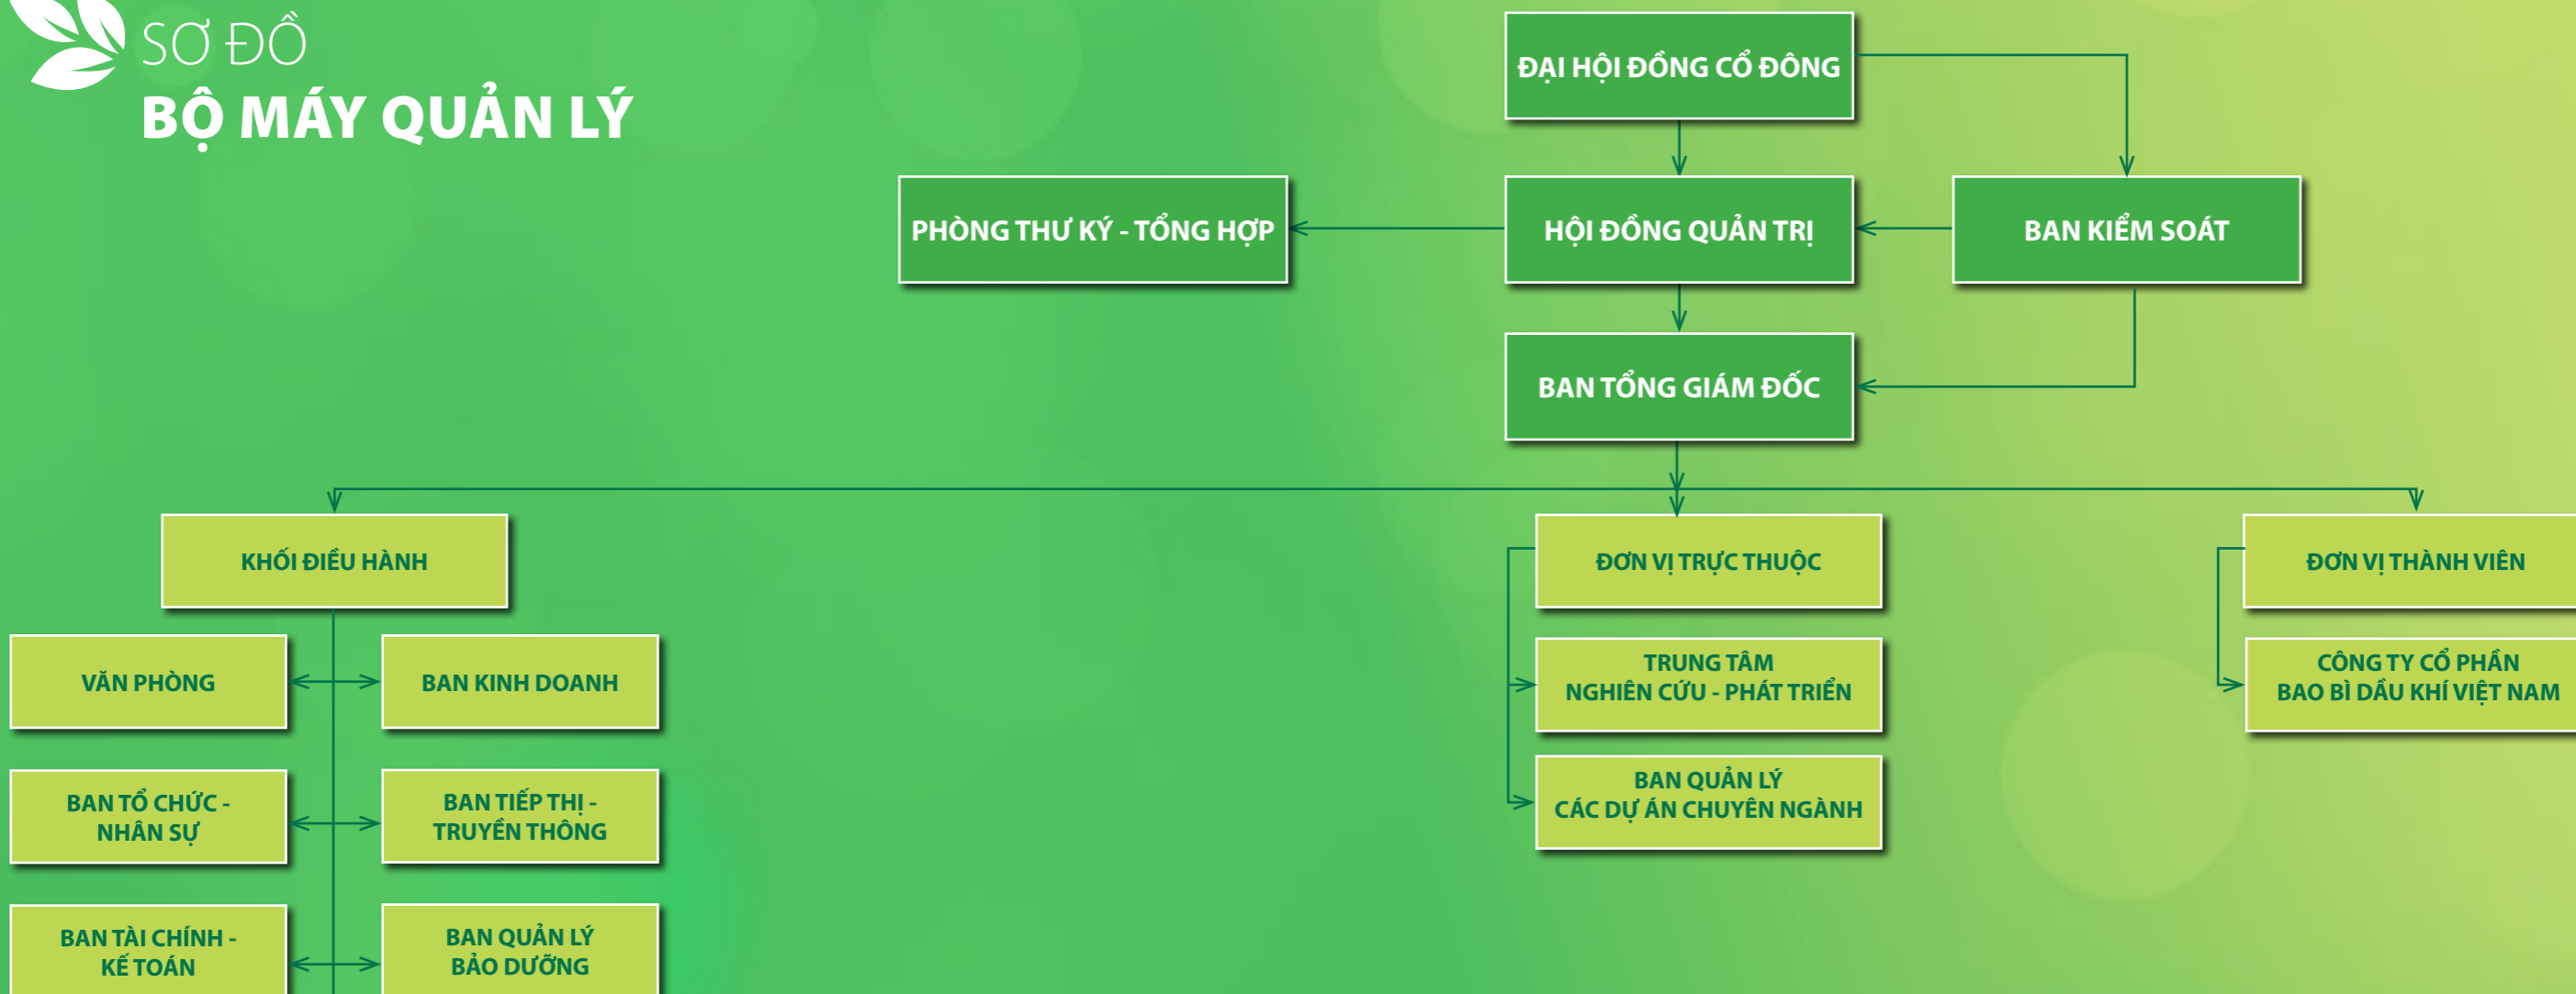 SƠ ĐỒ
BỘ MÁY QUẢN LÝ
ĐẠI HỘI ĐỒNG CỔ ĐÔNG
PHÒNG THƯ KÝ - TỔNG HỢP
HỘI ĐỒNG QUẢN TRỊ
BAN KIỂM SOÁT
BAN TỔNG GIÁM ĐỐC
KHỐI ĐIỀU HÀNH
ĐƠN VỊ TRỰC THUỘC
ĐƠN VỊ THÀNH VIÊN
VĂN PHÒNG
BAN KINH DOANH
TRUNG TÂM
NGHIÊN CỨU - PHÁT TRIỂN
CÔNG TY CỔ PHẦN
BAO BÌ DẦU KHÍ VIỆT NAM
BAN TỔ CHỨC -
NHÂN SỰ
BAN TIẾP THỊ -
TRUYỀN THÔNG
BAN QUẢN LÝ
CÁC DỰ ÁN CHUYÊN NGÀNH
BAN TÀI CHÍNH -
KẾ TOÁN
BAN QUẢN LÝ
BẢO DƯỠNG